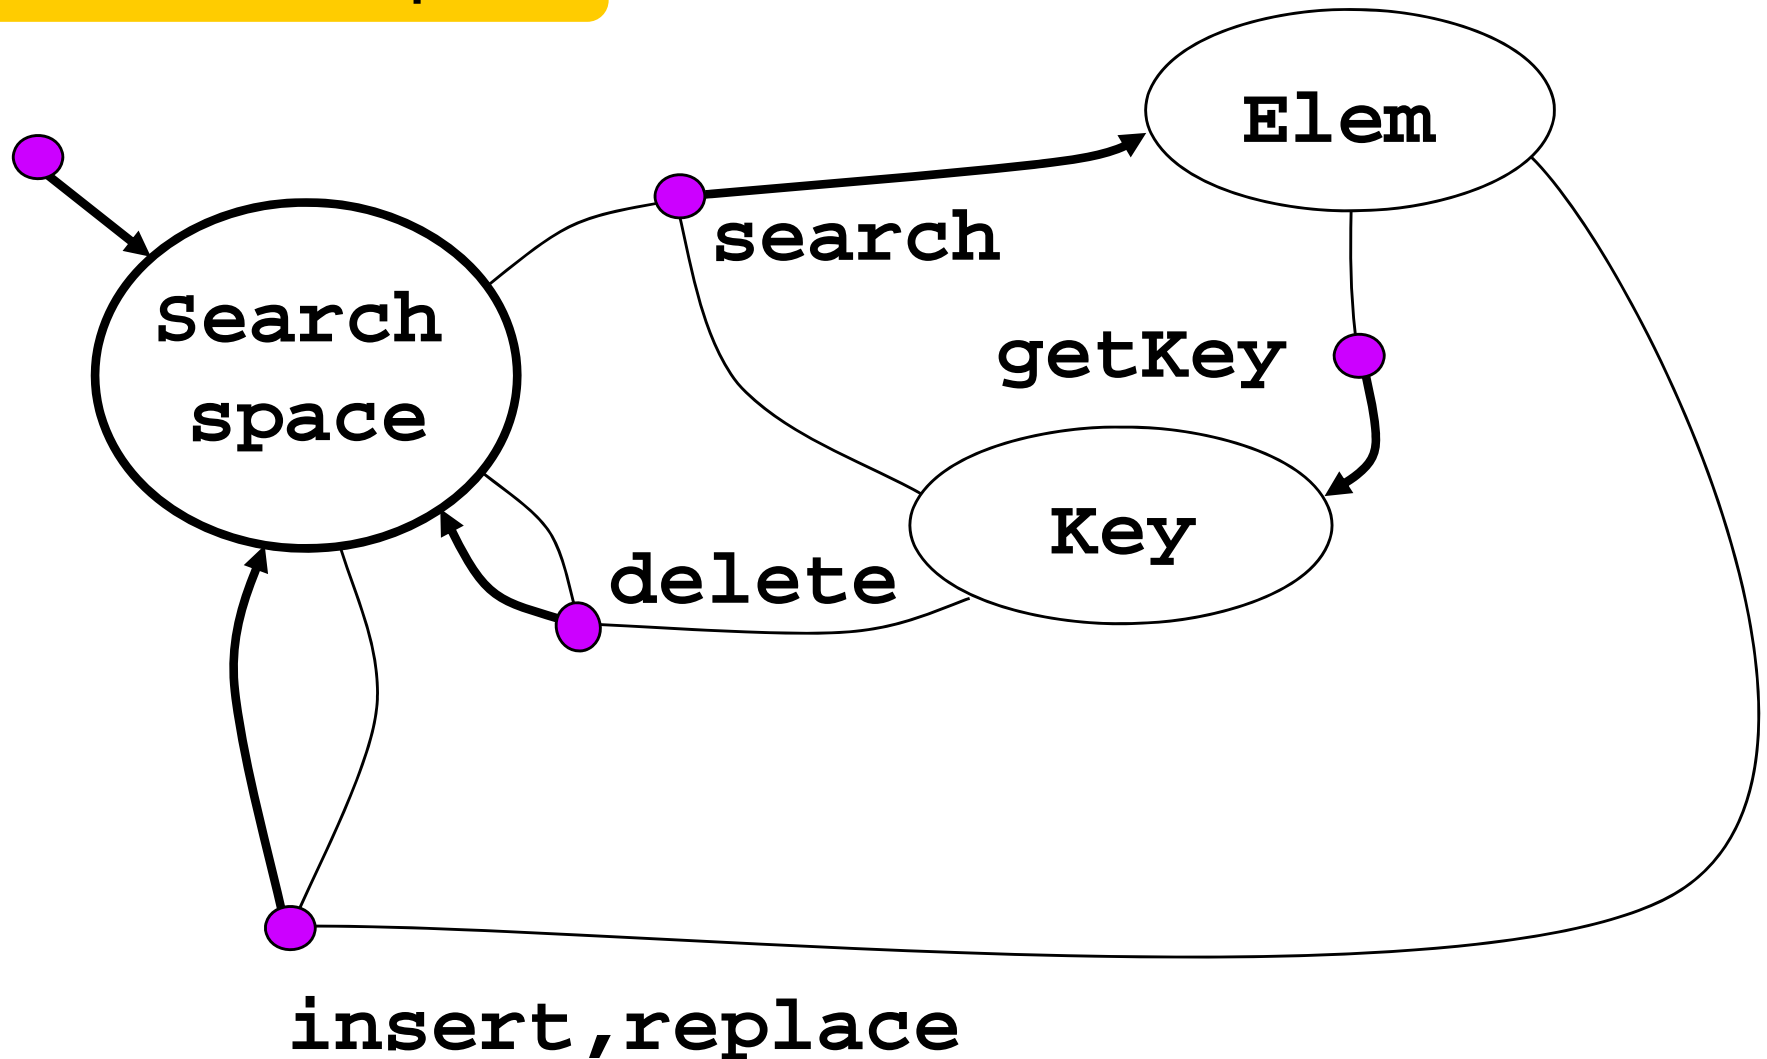 Elem
search
Search
space
getKey
Key
delete
insert,replace